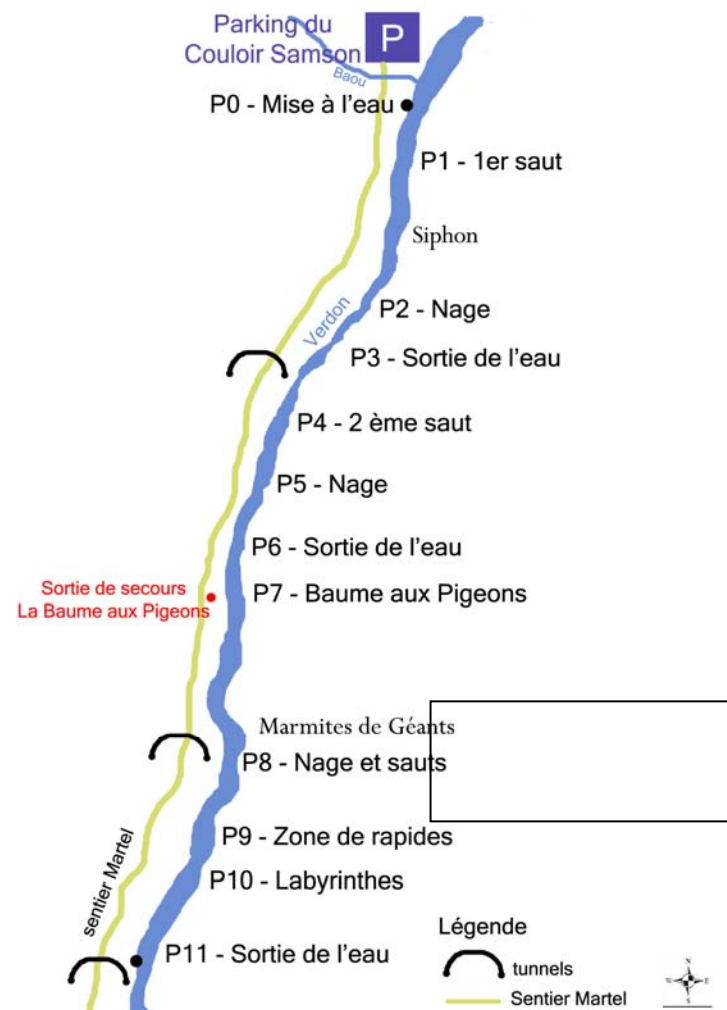 Parking du
Couloir Samson
P
Baou
P0 - Mise à l'eau
P1 - 1er saut
Siphon
P2 - Nage
Verdon
P3 - Sortie de l'eau
P4 - 2 ème saut
P5 - Nage
P6 - Sortie de l'eau
Sortie de secours
La Baume aux Pigeons
P7 - Baume aux Pigeons
Marmites de Géants
P8 - Nage et sauts
P9 - Zone de rapides
P10 - Labyrinthes
sentier Martel
P11 - Sortie de l'eau
Légende
tunnels
Sentier Martel
N
W
E
S